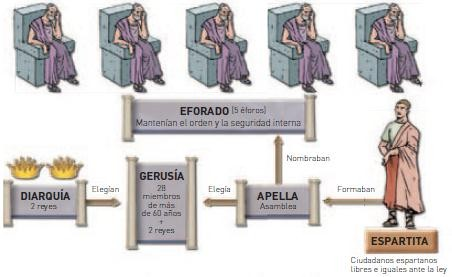 EFORADO (5 éforos)
Mantenían el orden y la seguridad interna
Nombraban
DIARQUÍA
2 reyes
Elegían
GERUSÍA
28
miembros
de más
de 60 años
+
2 reyes
Elegía
APELLA
Asamblea
Formaban
ESPARTITA
Ciudadanos espartanos
libres e iguales ante la ley